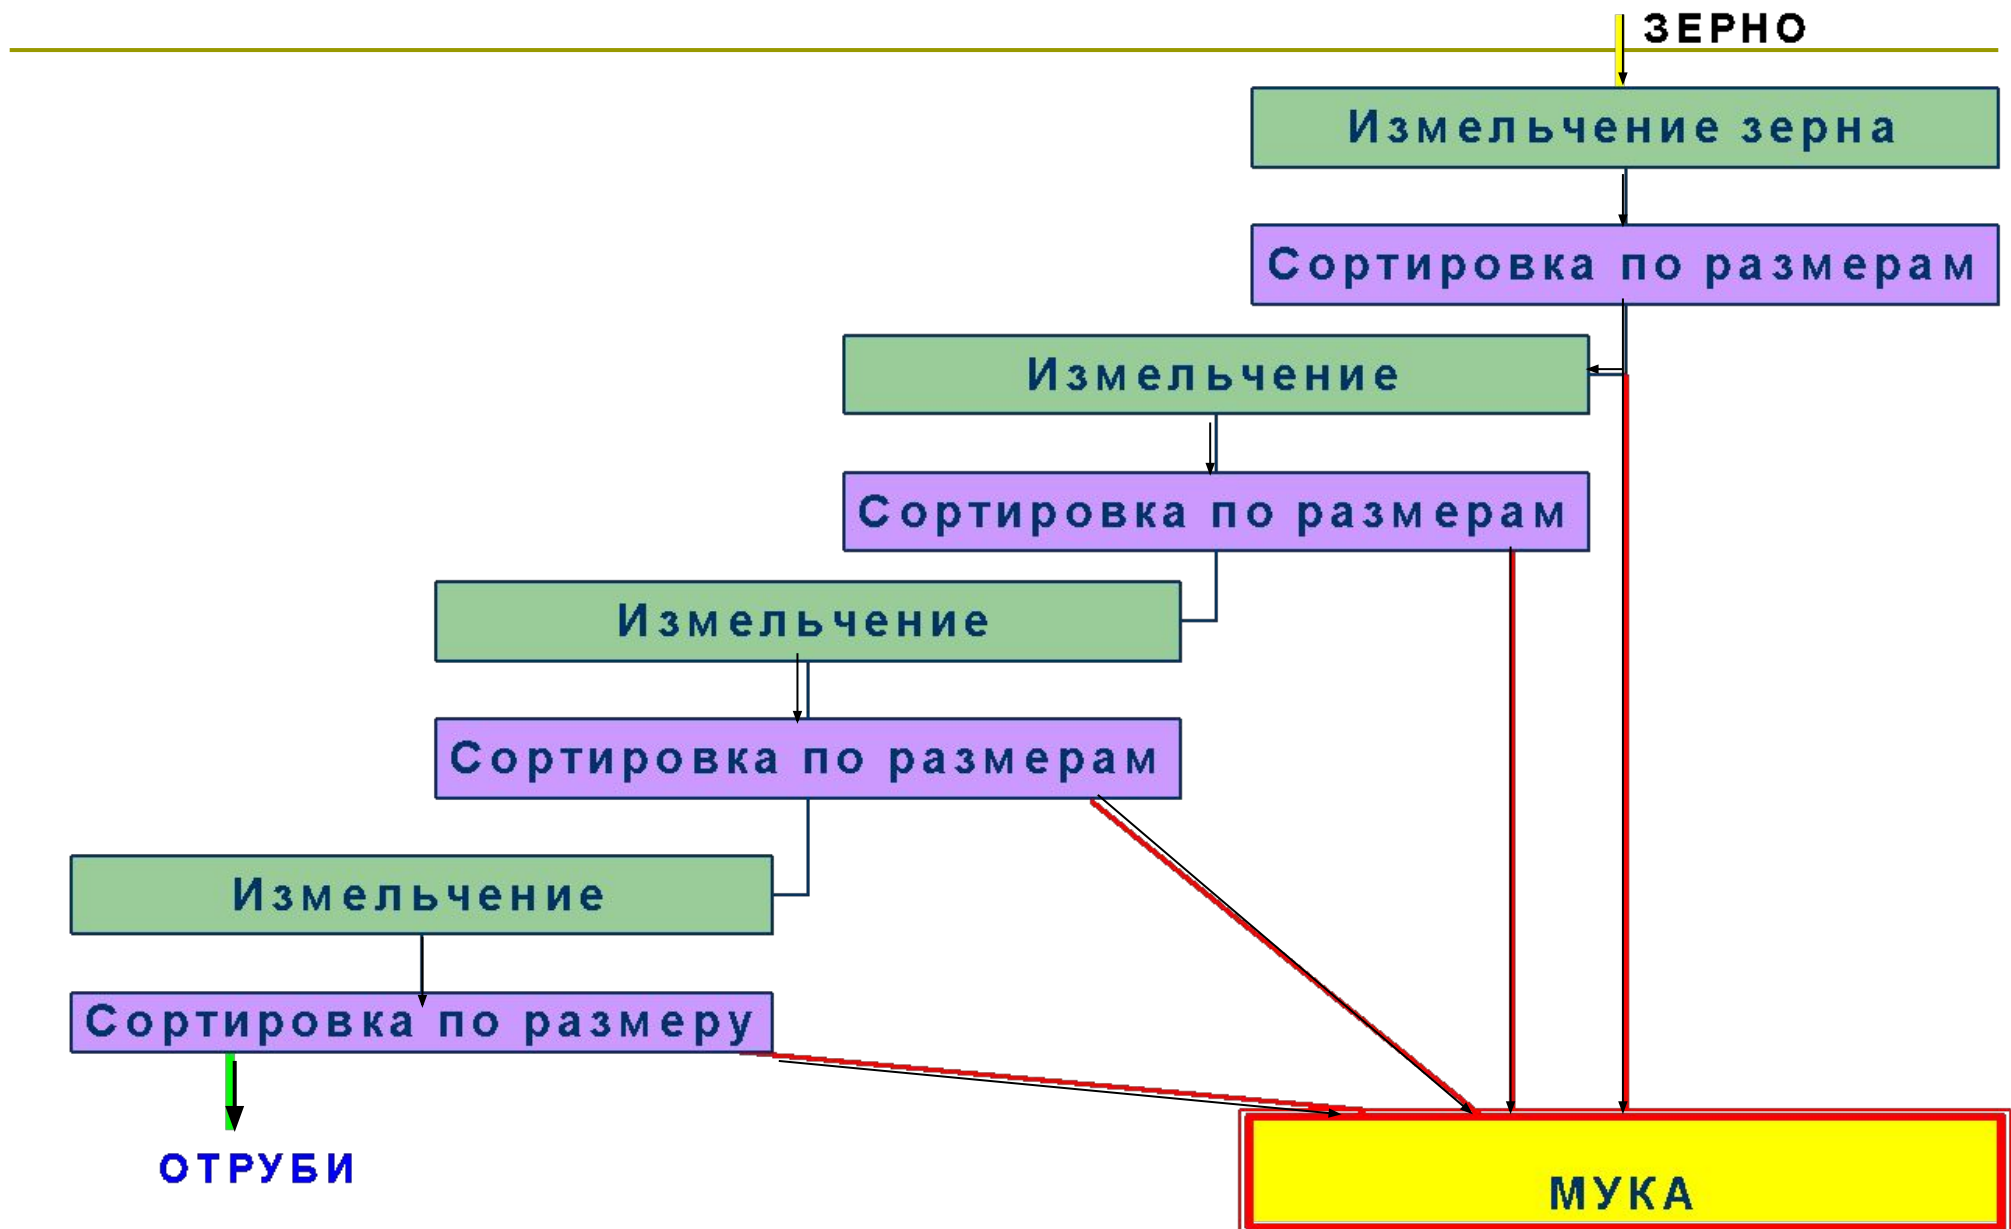 ЗЕРНО
Измельчение зерна
Сортировка по размерам
Измельчение
Сортировка по размерам
Измельчение
Сортировка по размерам
Измельчение
Сортировка по размеру
ОТРУБИ
МУКА